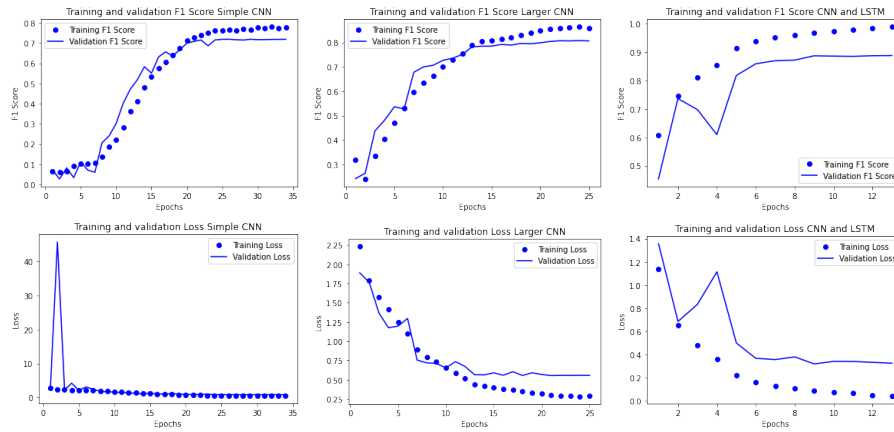 Training and validation F1 Score Simple CNN
Training F1 Score
Validation F1 Score
F1 Score
0.8
0.7
0.6
0.5
0.4
0.3
0.2
0.1
0.0
0 5 10 15 20 25 30 35
Epochs
Training and validation F1 Score Larger CNN
Training F1 Score
Validation F1 Score
F1 Score
0.8
0.7
0.6
0.5
0.4
0.3
0 5 10 15 20 25
Epochs
Training and validation F1 Score CNN and LSTM
F1 Score
1.0
0.9
0.8
0.7
0.6
0.5
Training F1 Score
Validation F1 Score
2 4 6 8 10 12
Epochs
Training and validation Loss Simple CNN
Training Loss
Validation Loss
Loss
40
30
20
10
0
0 5 10 15 20 25 30 35
Epochs
Training and validation Loss Larger CNN
Training Loss
Validation Loss
Loss
2.25
2.00
1.75
1.50
1.25
1.00
0.75
0.50
0.25
0 5 10 15 20 25
Epochs
Training and validation Loss CNN and LSTM
Training Loss
Validation Loss
Loss
1.4
1.2
1.0
0.8
0.6
0.4
0.2
0.0
2 4 6 8 10 12
Epochs